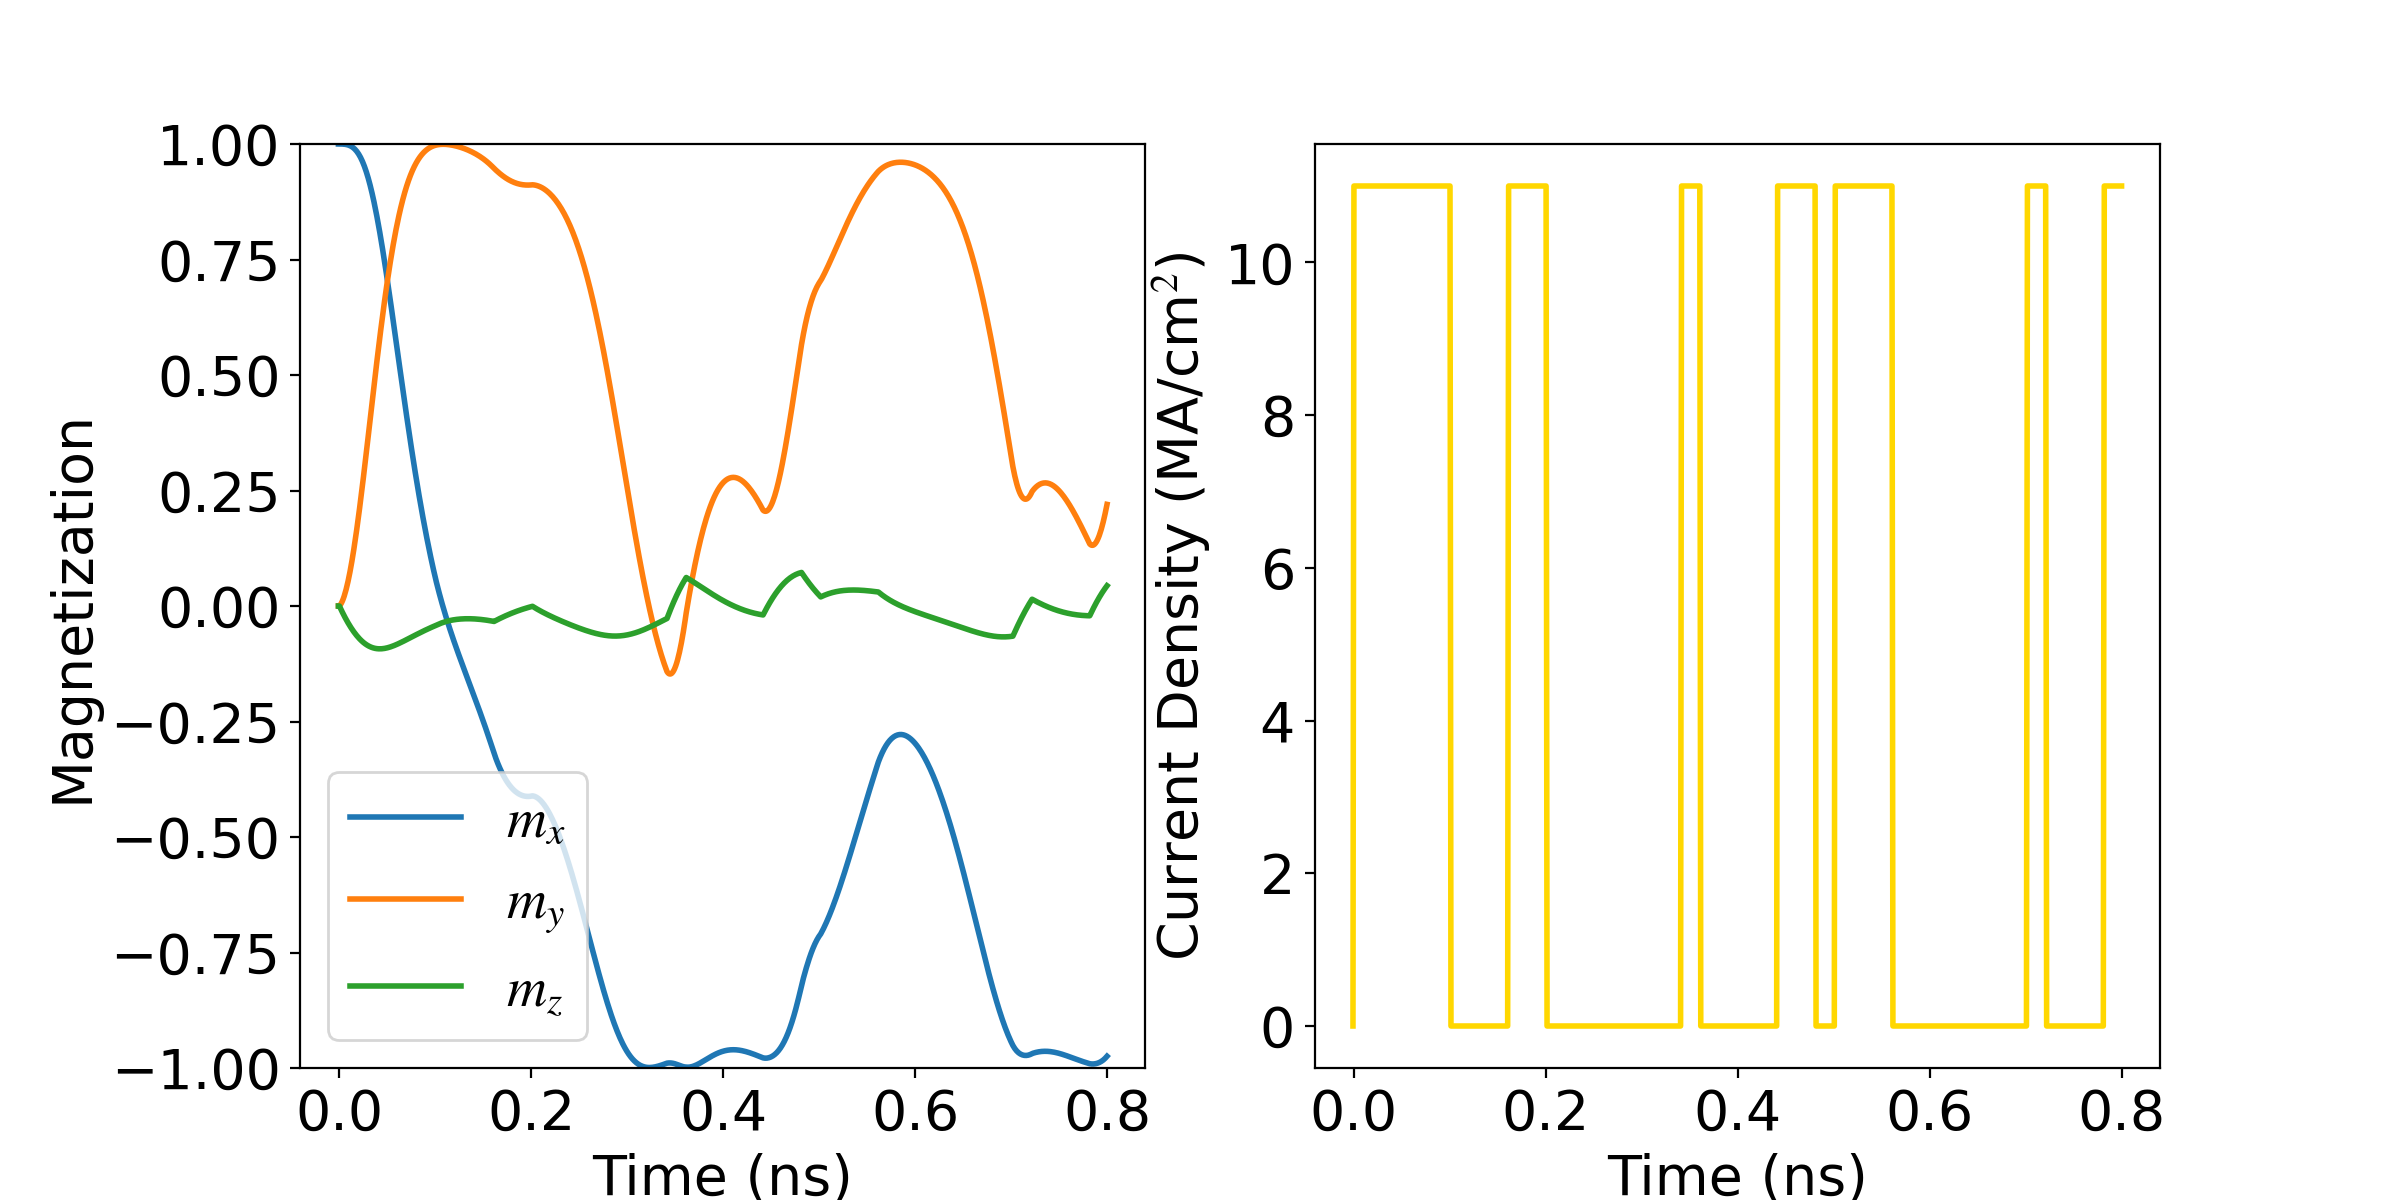 Magnetization
1.00
0.75
0.50
0.25
0.00
−0.25
−0.50
−0.75
−1.00
m_x
m_y
m_z
0.0 0.2 0.4 0.6 0.8
Time (ns)
Current Density (MA/cm²)
10
8
6
4
2
0
0.0 0.2 0.4 0.6 0.8
Time (ns)